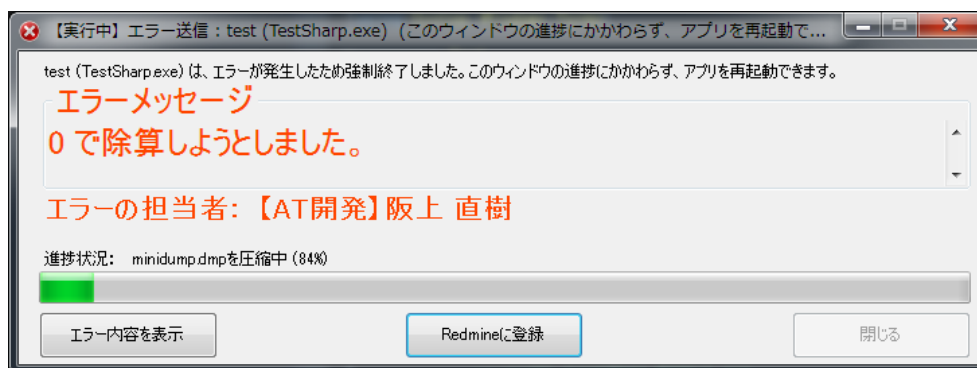 【実行中】エラー送信：test (TestSharp.exe) (このウィンドウの進捗にかかわらず、アプリを再起動で...
test (TestSharp.exe) は、エラーが発生したため強制終了しました。このウィンドウの進捗にかかわらず、アプリを再起動できます。
エラーメッセージ
0 で除算しようとしました。
エラーの担当者: 【AT開発】阪上 直樹
進捗状況: minidump.dmpを圧縮中 (84%)
エラー内容を表示
Redmineに登録
閉じる